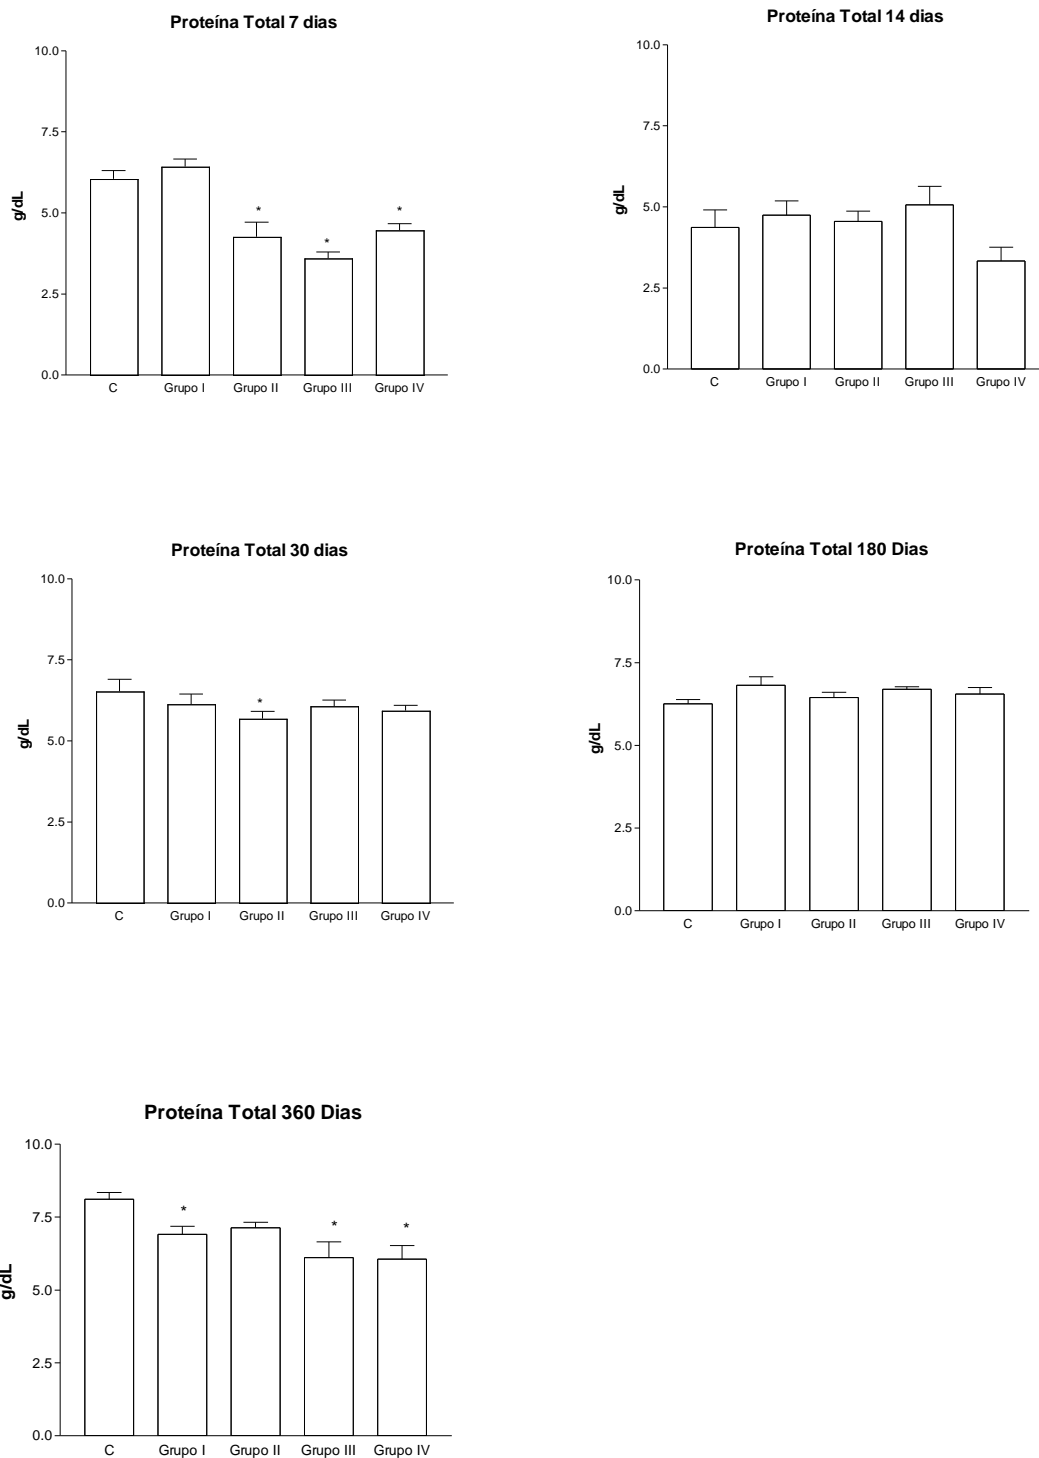 Proteína Total 7 dias
10.0
7.5
5.0
2.5
0.0
g/dL
*
*
*
C Grupo I Grupo II Grupo III Grupo IV
Proteína Total 14 dias
10.0
7.5
5.0
2.5
0.0
g/dL
C Grupo I Grupo II Grupo III Grupo IV
Proteína Total 30 dias
10.0
7.5
5.0
2.5
0.0
g/dL
*
C Grupo I Grupo II Grupo III Grupo IV
Proteína Total 180 Dias
10.0
7.5
5.0
2.5
0.0
g/dL
C Grupo I Grupo II Grupo III Grupo IV
Proteína Total 360 Dias
10.0
7.5
5.0
2.5
0.0
g/dL
*
*
*
C Grupo I Grupo II Grupo III Grupo IV